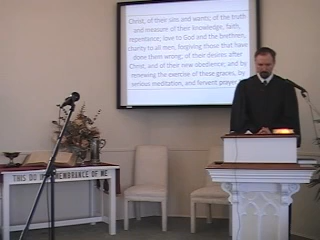 Christ, of their sins and wants; of the truth
and measure of their knowledge, faith,
repentance; love to God and the brethren,
charity to all men, forgiving those that have
done them wrong; of their desires after
Christ, and of their new obedience; and by
renewing the exercise of those graces, by
serious meditation, and fervent prayer.
THIS DO IN REMEMBRANCE OF ME